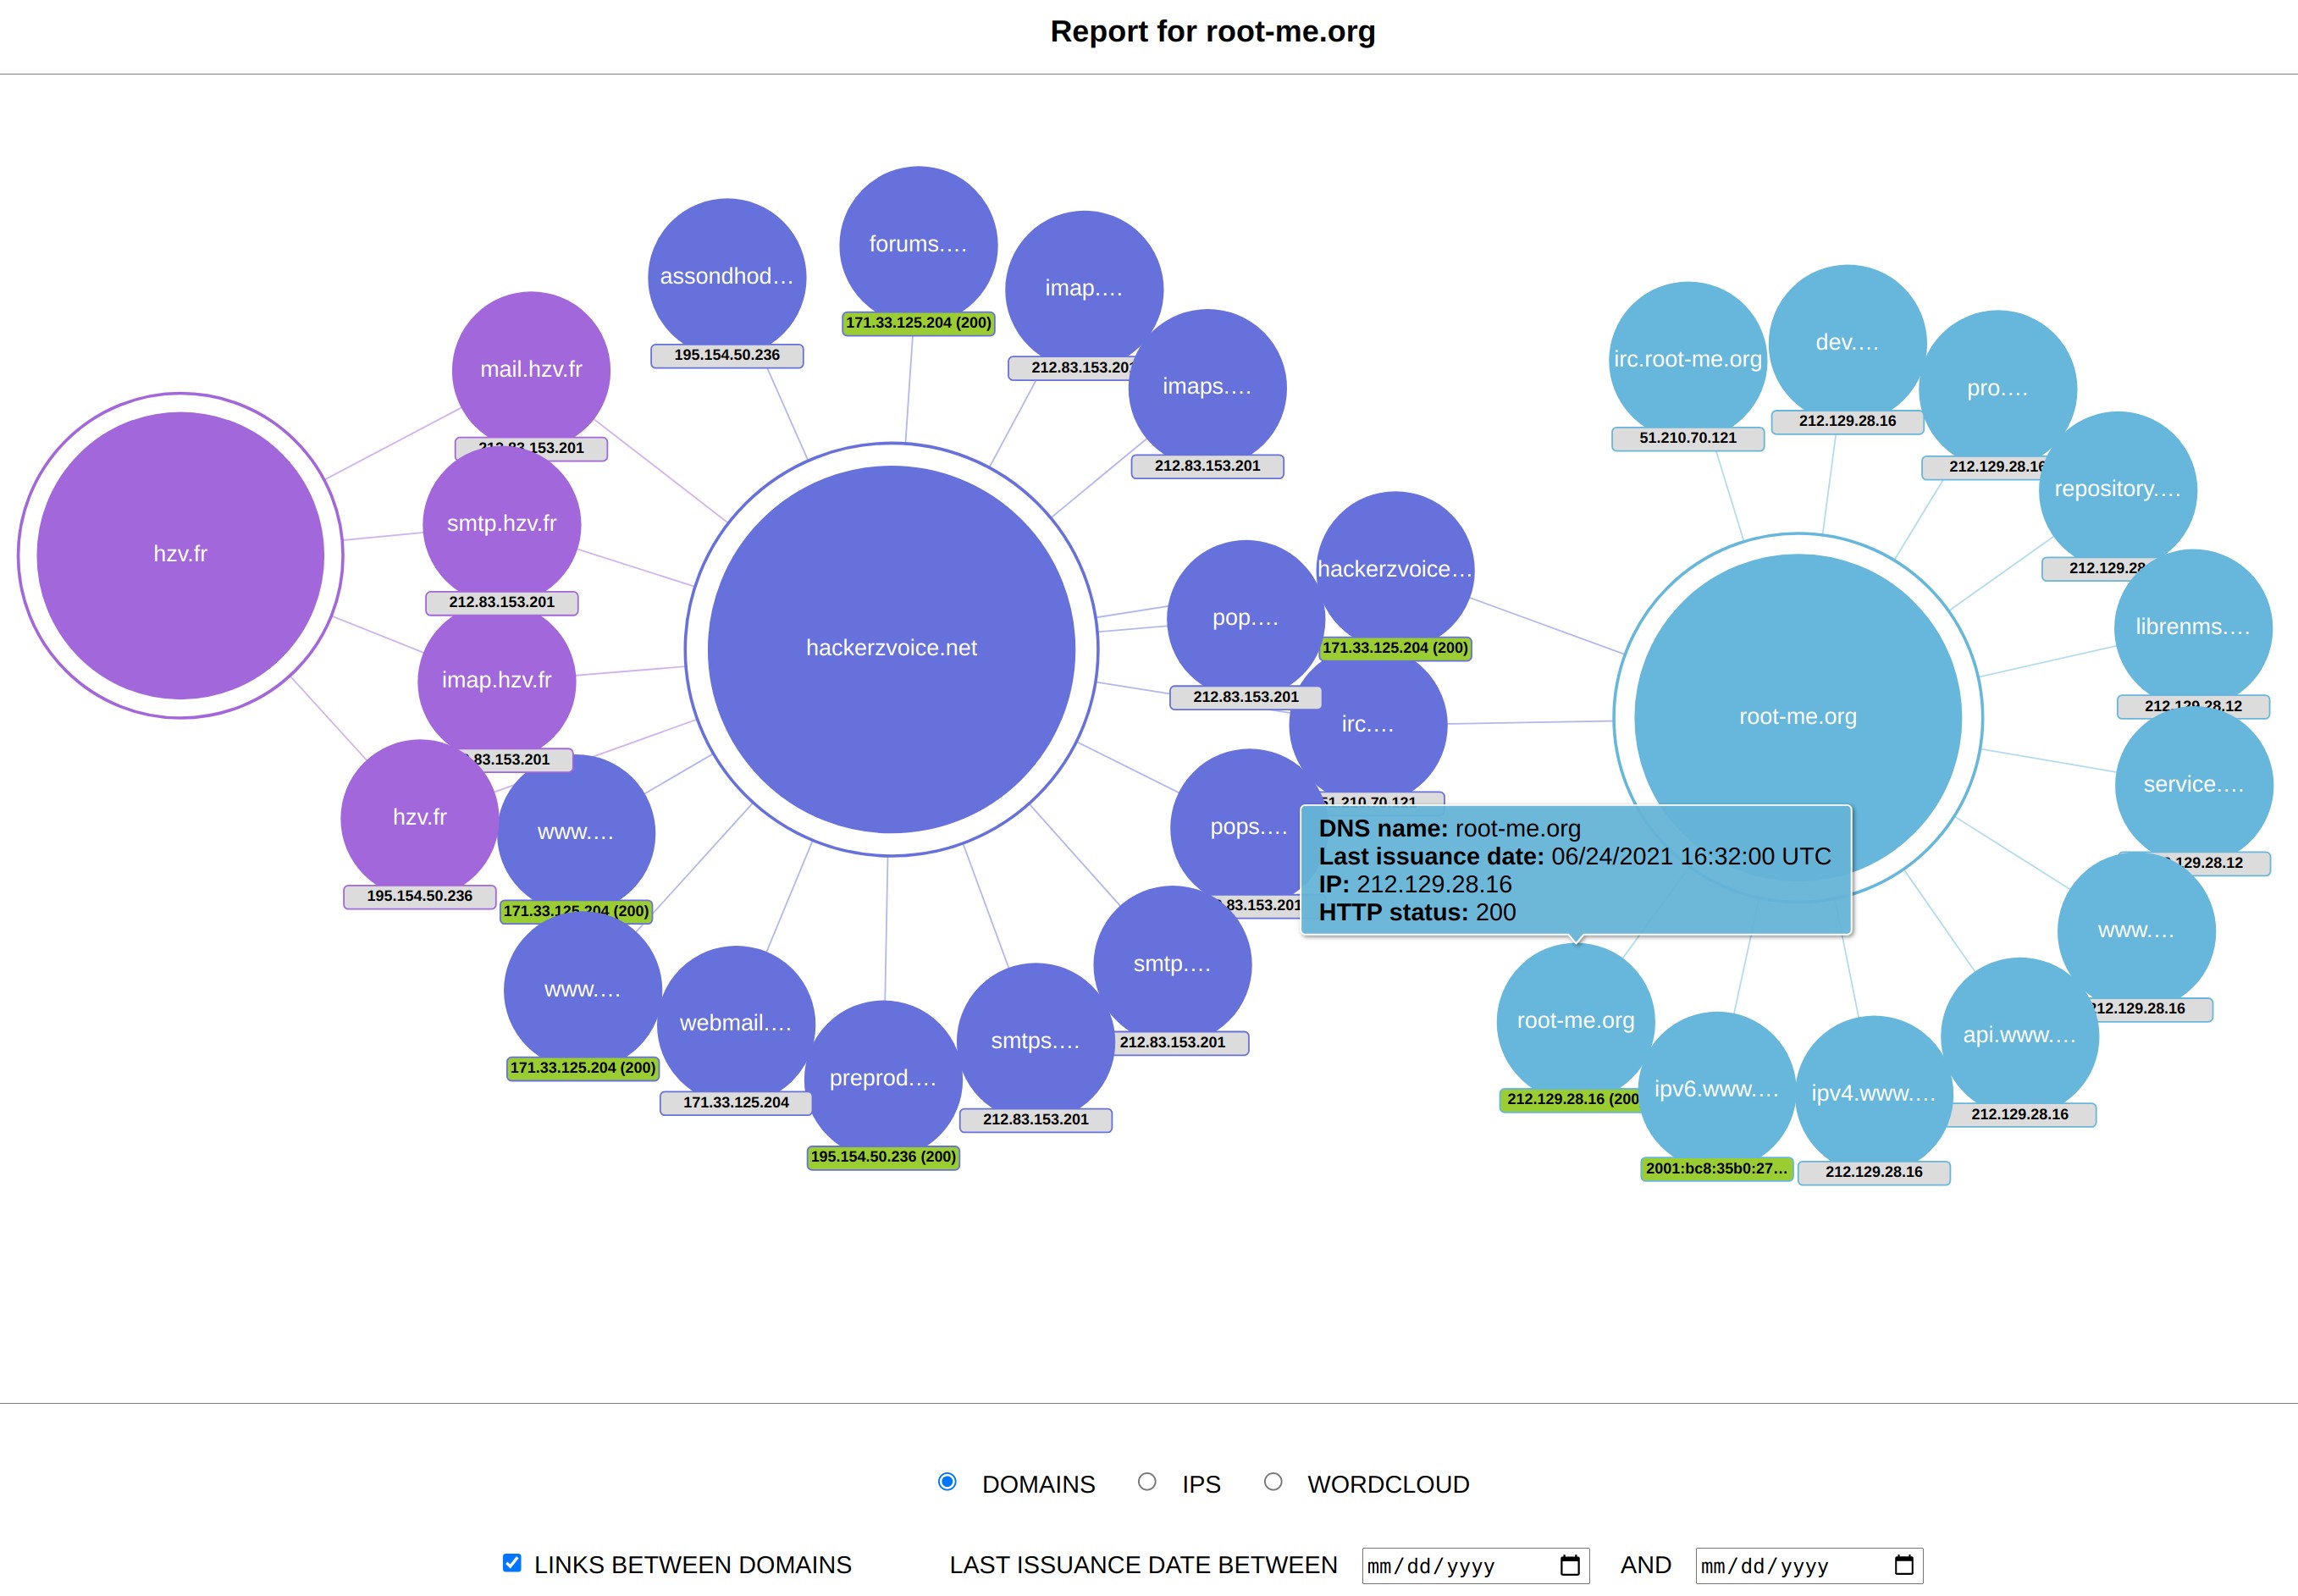 Report for root-me.org
forums.…
171.33.125.204 (200)
assondhod…
195.154.50.236
imap.…
212.83.153.201
imaps.…
212.83.153.201
mail.hzv.fr
153.201
smtp.hzv.fr
212.83.153.201
hzv.fr
imap.hzv.fr
.83.153.201
hzv.fr
195.154.50.236
www.…
171.33.125.204 (200)
www.…
171.33.125.204 (200)
hackerzvoice.net
webmail.…
171.33.125.204
preprod.…
195.154.50.236 (200)
smtps.…
212.83.153.201
smtp.…
212.83.153.201
pops.…
.83.153.201
pop.…
212.83.153.201
hackerzvoice…
171.33.125.204 (200)
irc.…
51.210.70.121
irc.root-me.org
51.210.70.121
dev.…
212.129.28.16
pro.…
212.129.28.16
repository.…
212.129.28
librenms.…
212.129.28.12
service.…
.129.28.12
root-me.org
www.…
212.129.28.16
api.www.…
212.129.28.16
ipv4.www.…
212.129.28.16
ipv6.www.…
2001:bc8:35b0:27…
root-me.org
212.129.28.16 (200
DNS name: root-me.org
Last issuance date: 06/24/2021 16:32:00 UTC
IP: 212.129.28.16
HTTP status: 200
DOMAINS IPS WORDCLOUD
LINKS BETWEEN DOMAINS LAST ISSUANCE DATE BETWEEN mm/dd/yyyy AND mm/dd/yyyy